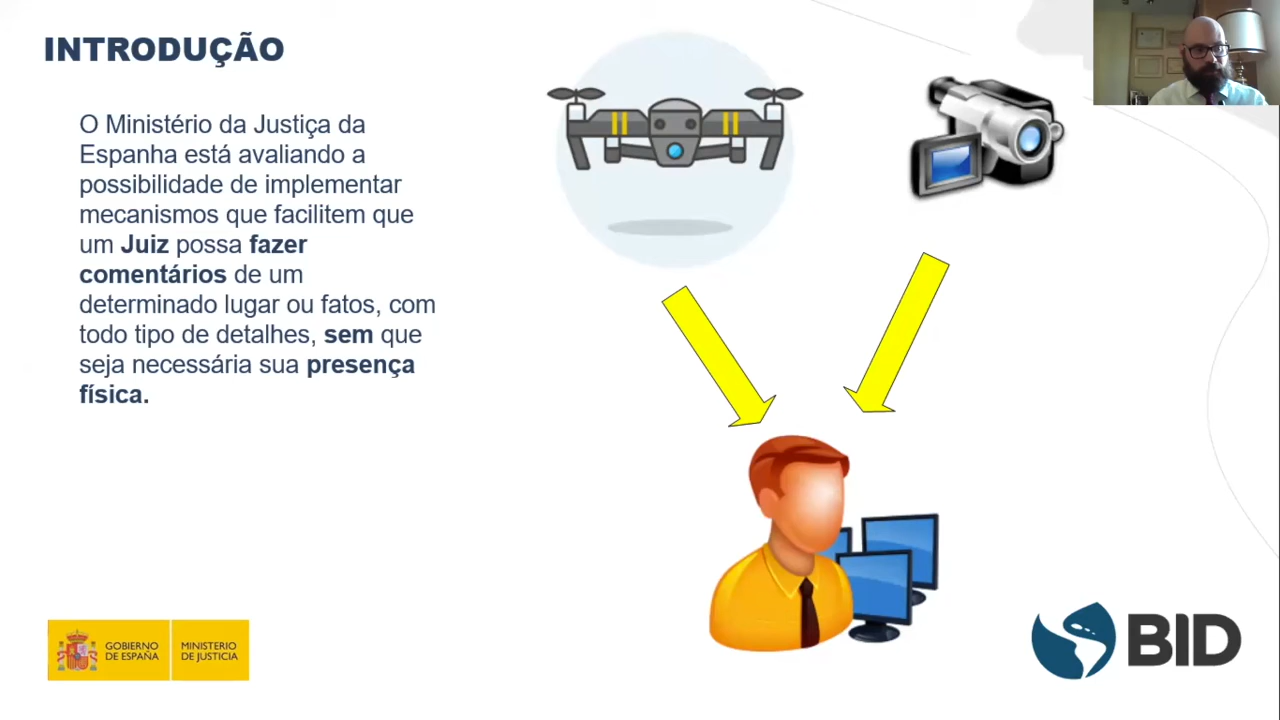 INTRODUÇÃO
O Ministério da Justiça da
Espanha está avaliando a
possibilidade de implementar
mecanismos que facilitem que
um Juiz possa fazer
comentários de um
determinado lugar ou fatos, com
todo tipo de detalhes, sem que
seja necessária sua presença
física.
GOBIERNO
DE ESPAÑA
MINISTERIO
DE JUSTICIA
BID